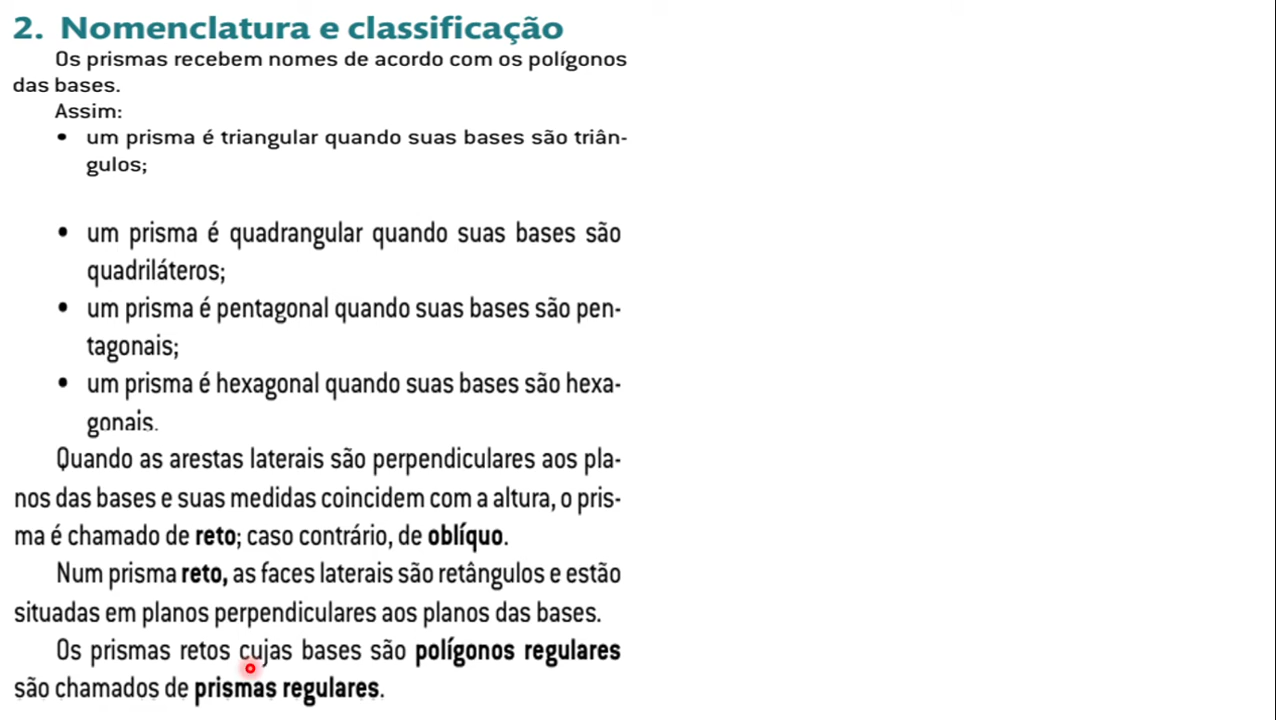 2. Nomenclatura e classificação
Os prismas recebem nomes de acordo com os polígonos
das bases.
Assim:
• um prisma é triangular quando suas bases são triân-
gulos;
• um prisma é quadrangular quando suas bases são
quadriláteros;
• um prisma é pentagonal quando suas bases são pen-
tagonais;
• um prisma é hexagonal quando suas bases são hexa-
gonais.
Quando as arestas laterais são perpendiculares aos pla-
nos das bases e suas medidas coincidem com a altura, o pris-
ma é chamado de reto; caso contrário, de oblíquo.
Num prisma reto, as faces laterais são retângulos e estão
situadas em planos perpendiculares aos planos das bases.
Os prismas retos cujas bases são polígonos regulares
são chamados de prismas regulares.